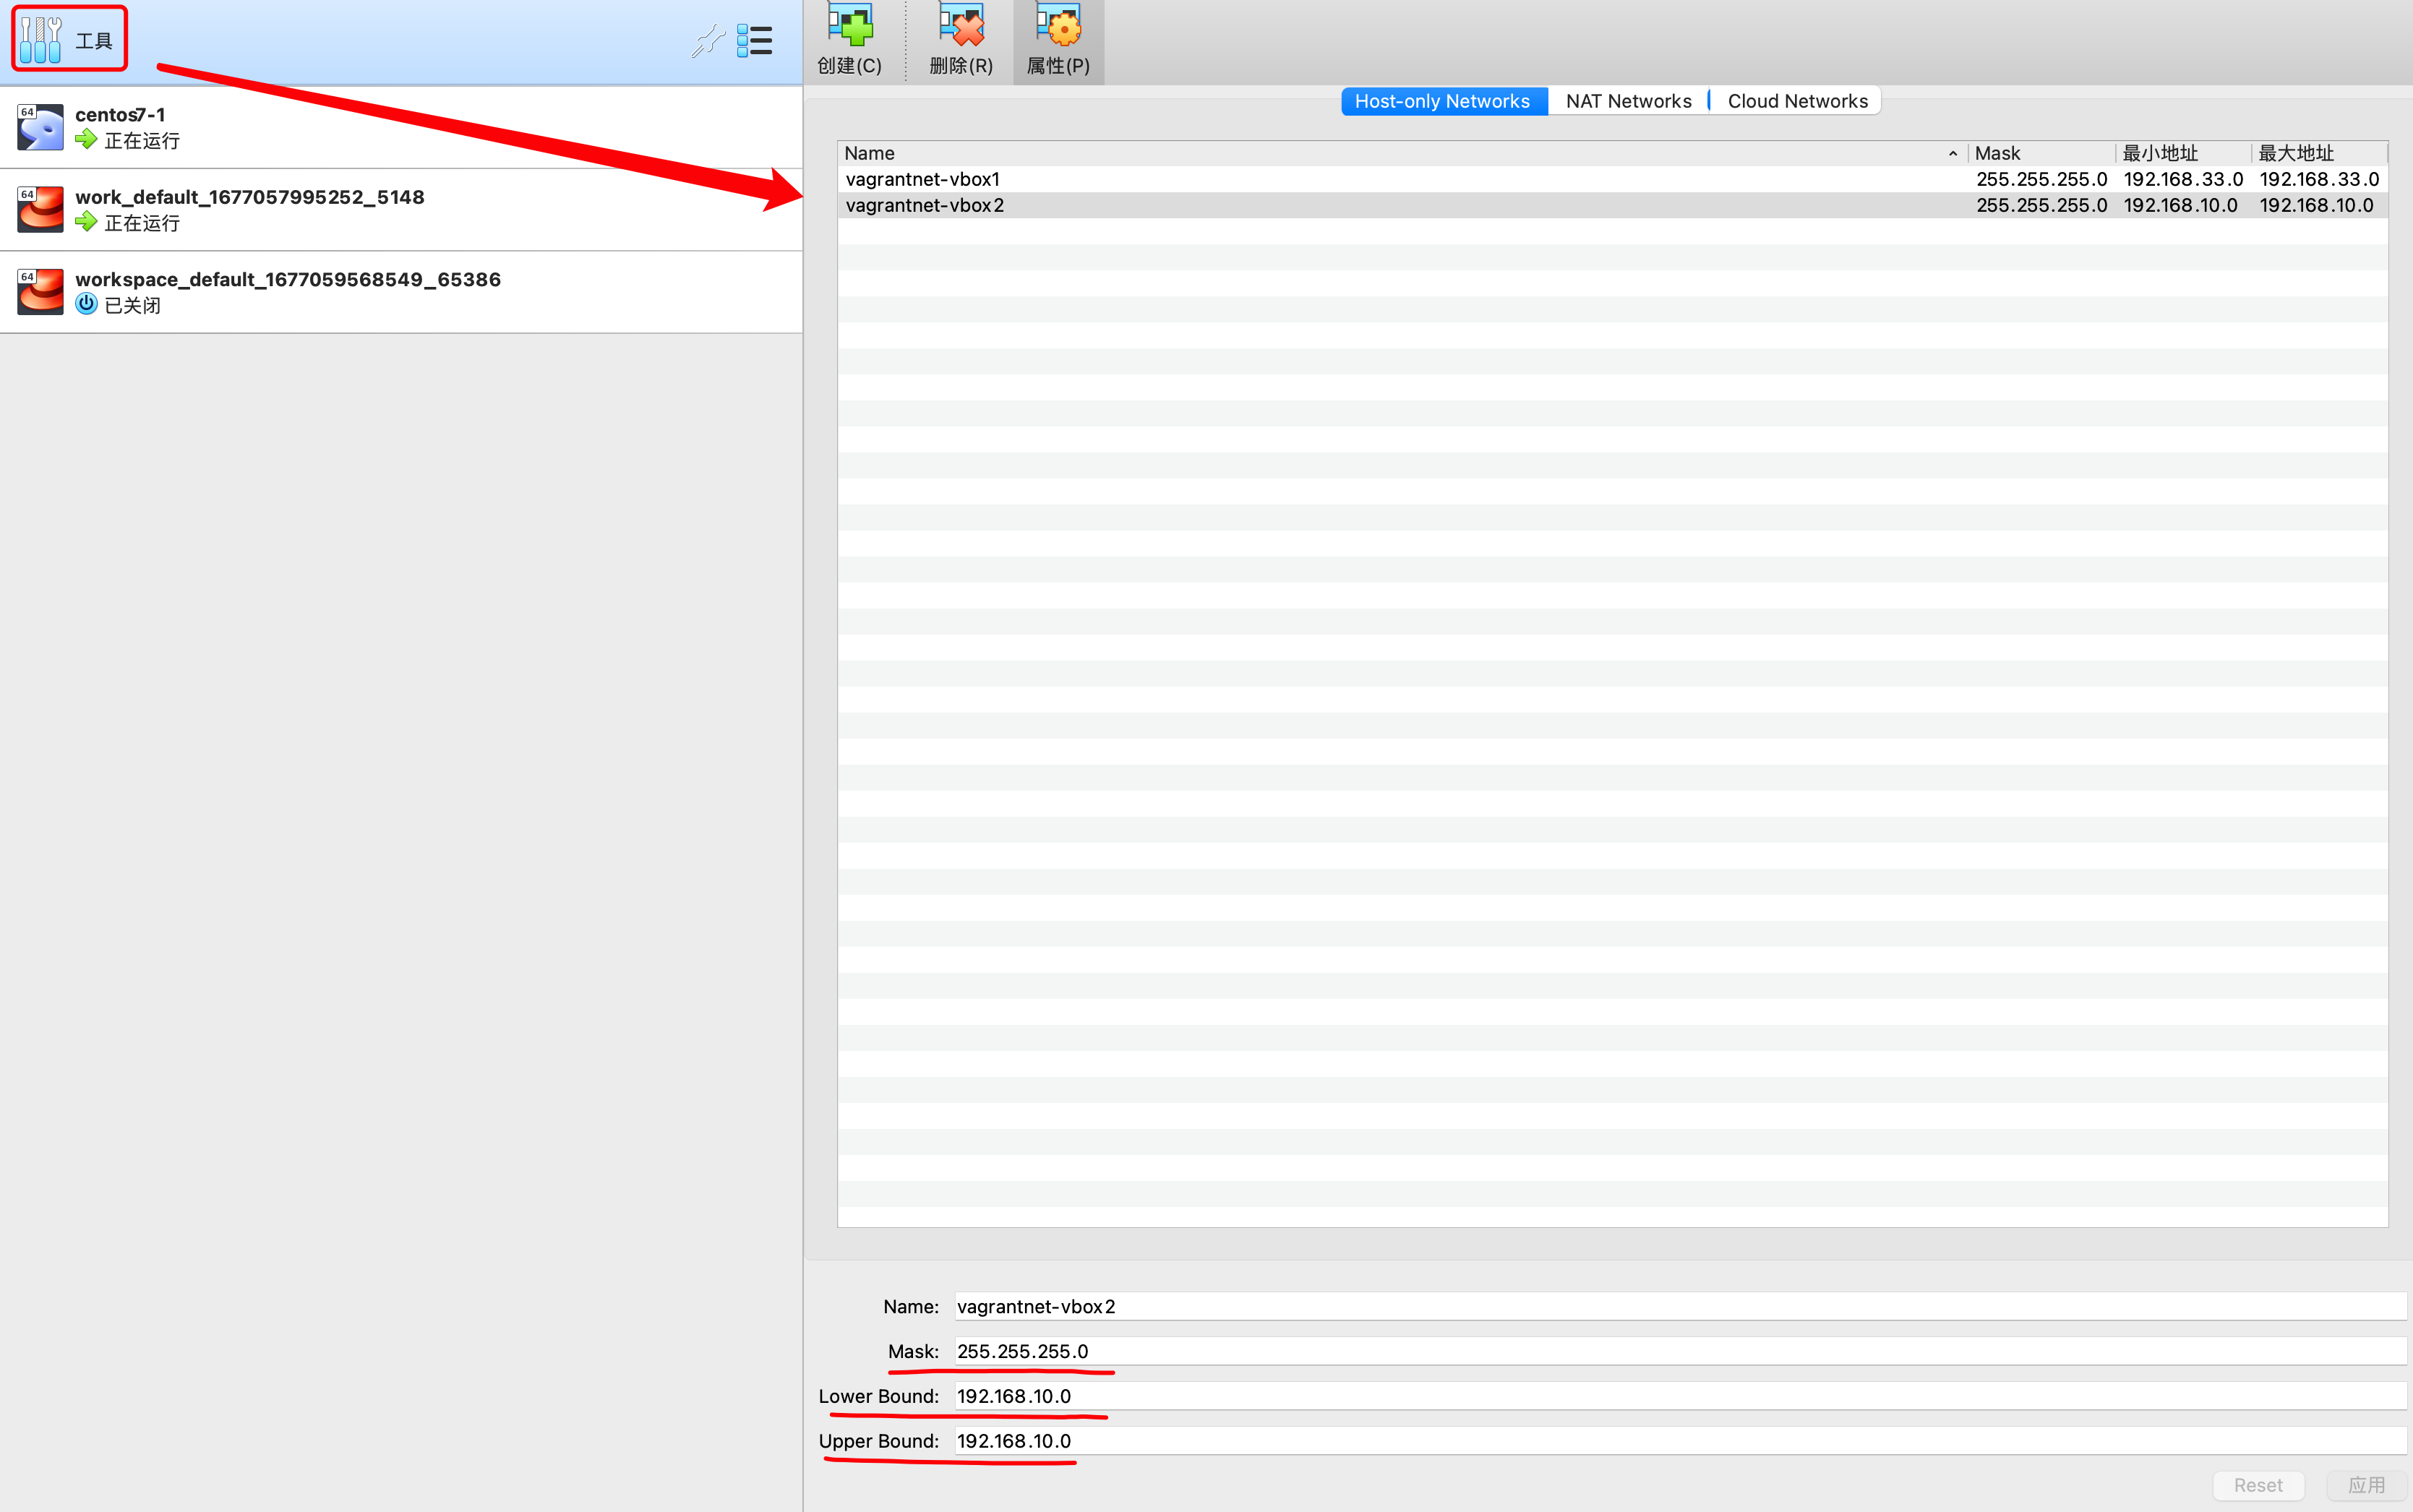 工具
64
centos7-1
正在运行
64
work_default_1677057995252_5148
正在运行
64
workspace_default_1677059568549_65386
已关闭
创建(C) 删除(R) 属性(P)
Host-only Networks NAT Networks Cloud Networks
Name Mask 最小地址 最大地址
vagrantnet-vbox1 255.255.255.0 192.168.33.0 192.168.33.0
vagrantnet-vbox2 255.255.255.0 192.168.10.0 192.168.10.0
Name: vagrantnet-vbox2
Mask: 255.255.255.0
Lower Bound: 192.168.10.0
Upper Bound: 192.168.10.0
Reset 应用